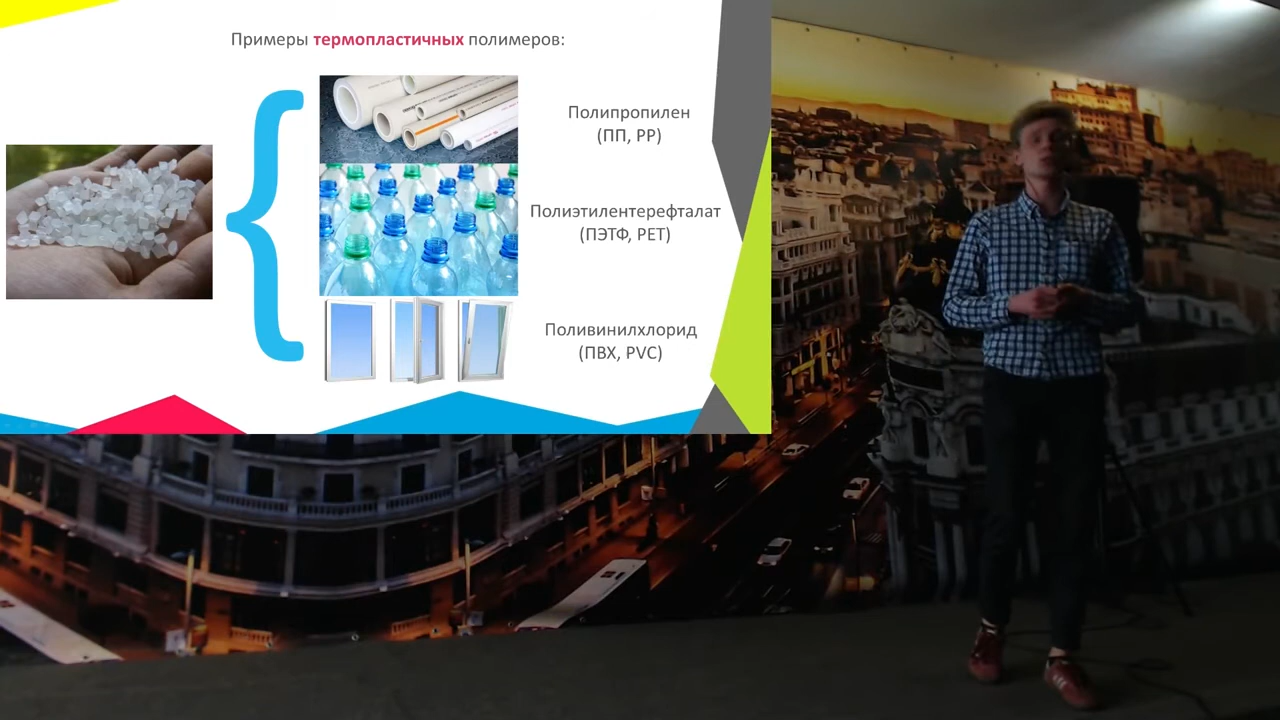 Примеры термопластичных полимеров:
Полипропилен
(ПП, PP)
Полиэтилентерефталат
(ПЭТФ, PET)
Поливинилхлорид
(ПВХ, PVC)